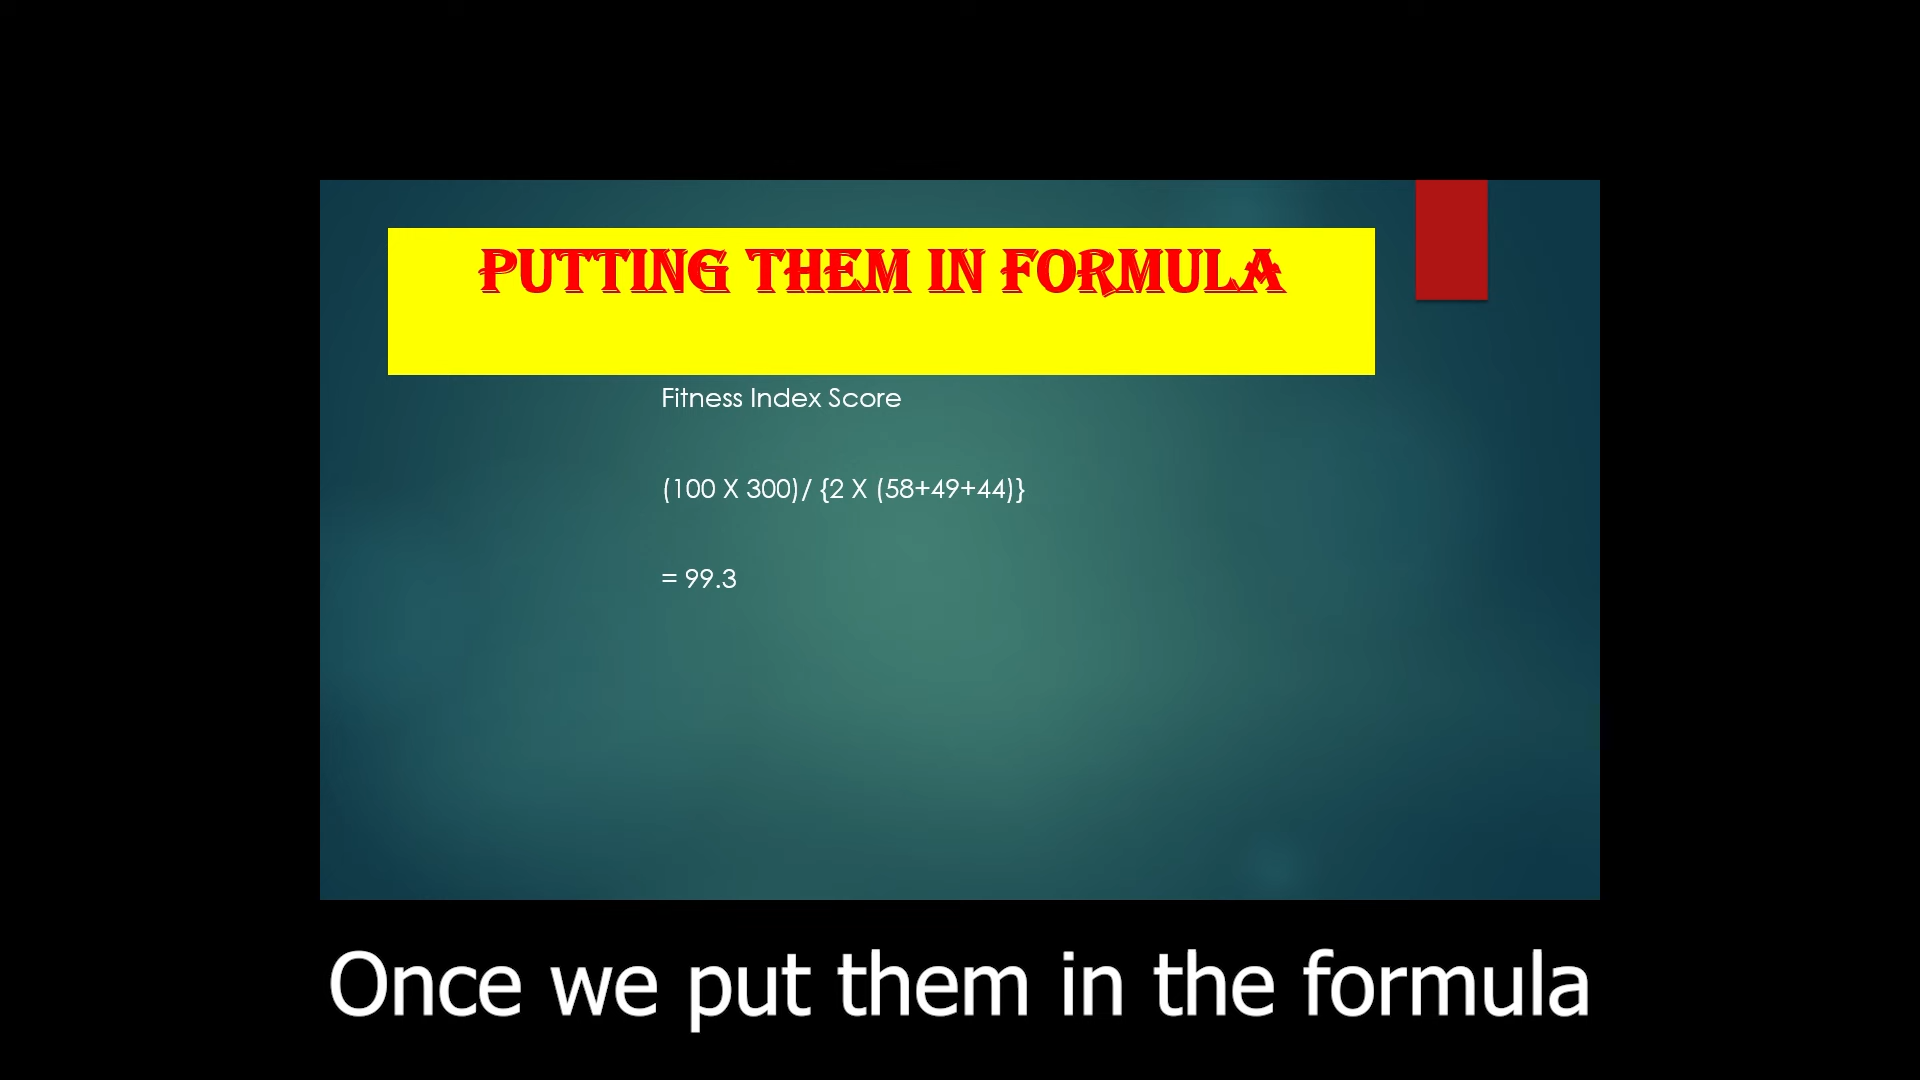 PUTTING THEM IN FORMULA
Fitness Index Score
(100 X 300)/ {2 X (58+49+44)}
= 99.3
Once we put them in the formula